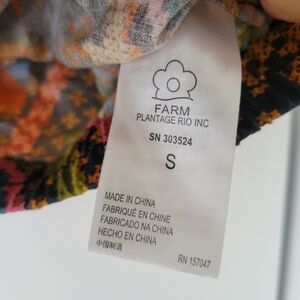 FARM
PLANTAGE RIO INC
SN 303524
S
MADE IN CHINA
FABRIQUÉ EN CHINE
FABRICADO NA CHINA
HECHO EN CHINA
中国制造
RN 157047